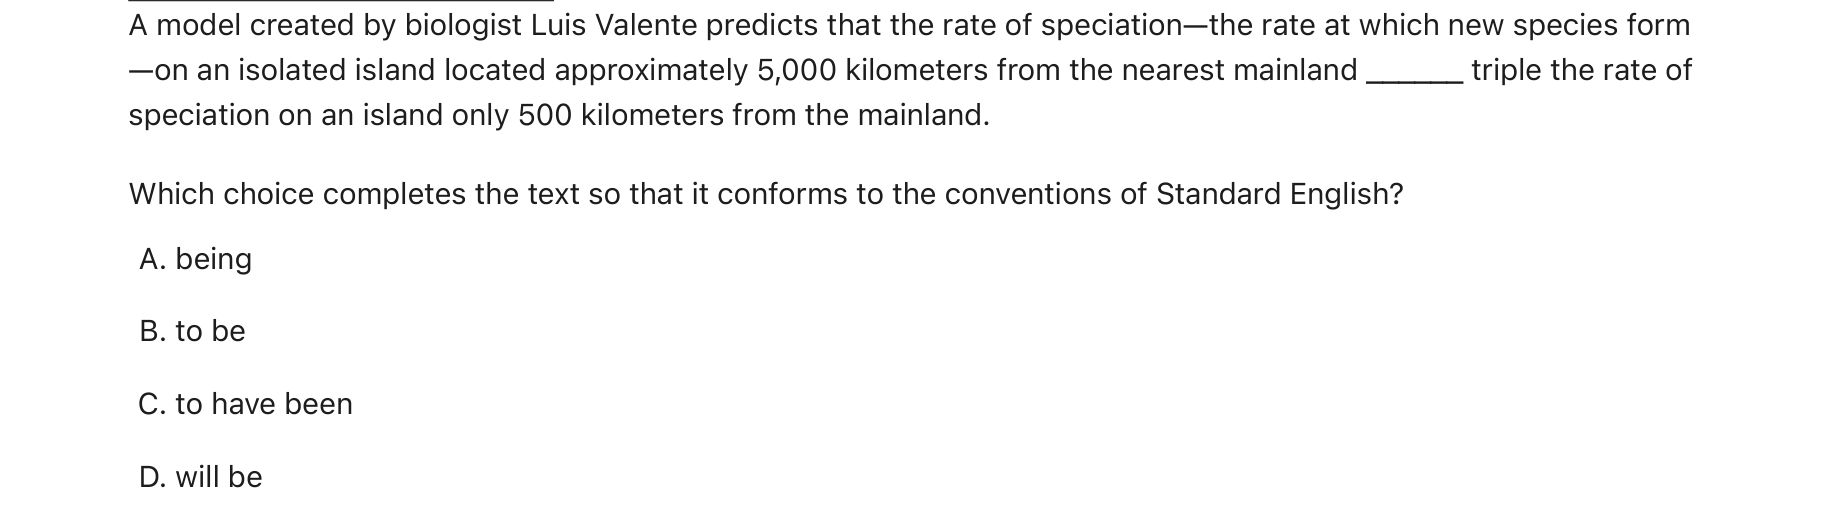 A model created by biologist Luis Valente predicts that the rate of speciation—the rate at which new species form
—on an isolated island located approximately 5,000 kilometers from the nearest mainland ______ triple the rate of
speciation on an island only 500 kilometers from the mainland.
Which choice completes the text so that it conforms to the conventions of Standard English?
A. being
B. to be
C. to have been
D. will be